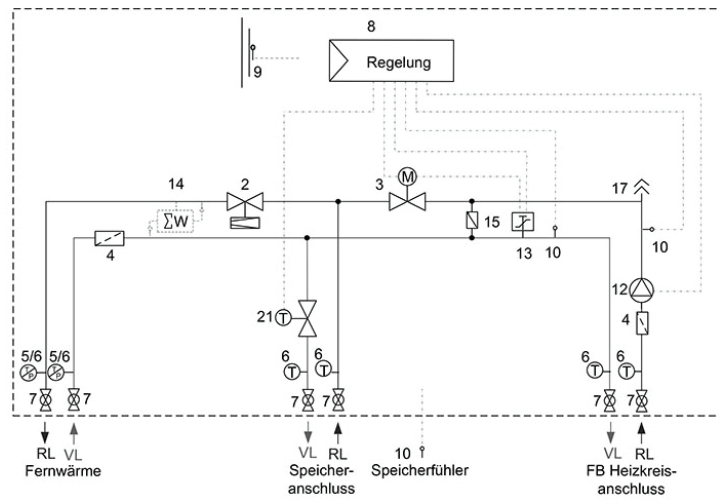 8
Regelung
9
14
2
3
M
17
ΣW
15
10
4
13
10
12
21
T
4
5/6
5/6
6
6
6
6
T
P
T
P
T
T
T
T
7
7
7
7
7
7
RL
VL
VL
RL
10
VL
RL
Fernwärme
Speicher-
anschluss
Speicherfühler
FB Heizkreis-
anschluss